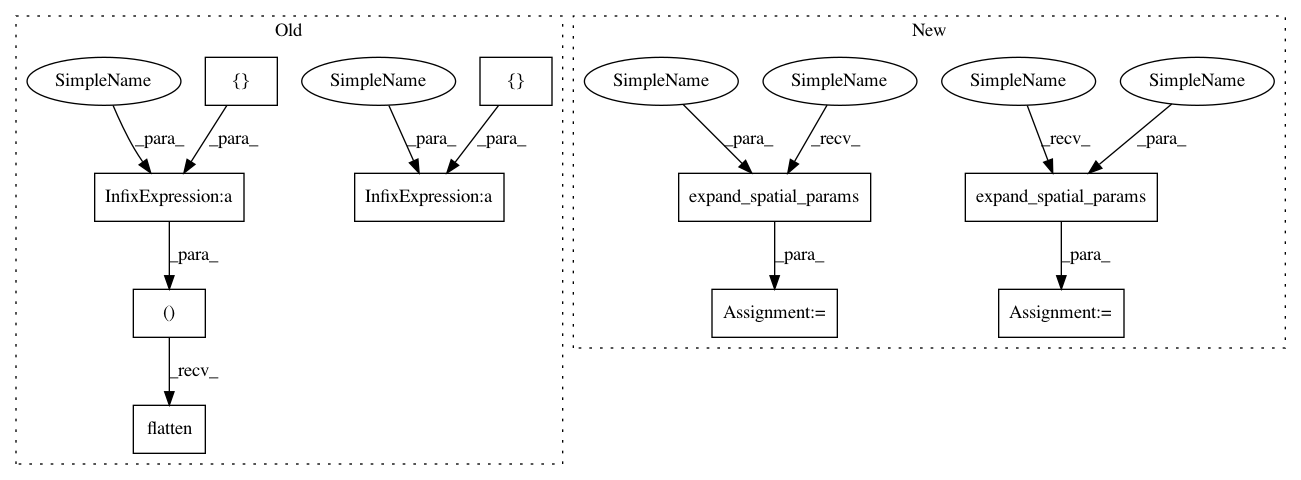 Old
New
SimpleName
{}
SimpleName
{}
SimpleName
SimpleName
SimpleName
SimpleName
_para_
_para_
_para_
_para_
_para_
_recv_
_recv_
_para_
InfixExpression:a
InfixExpression:a
expand_spatial_params
expand_spatial_params
_para_
_para_
_para_
()
Assignment:=
Assignment:=
_recv_
flatten